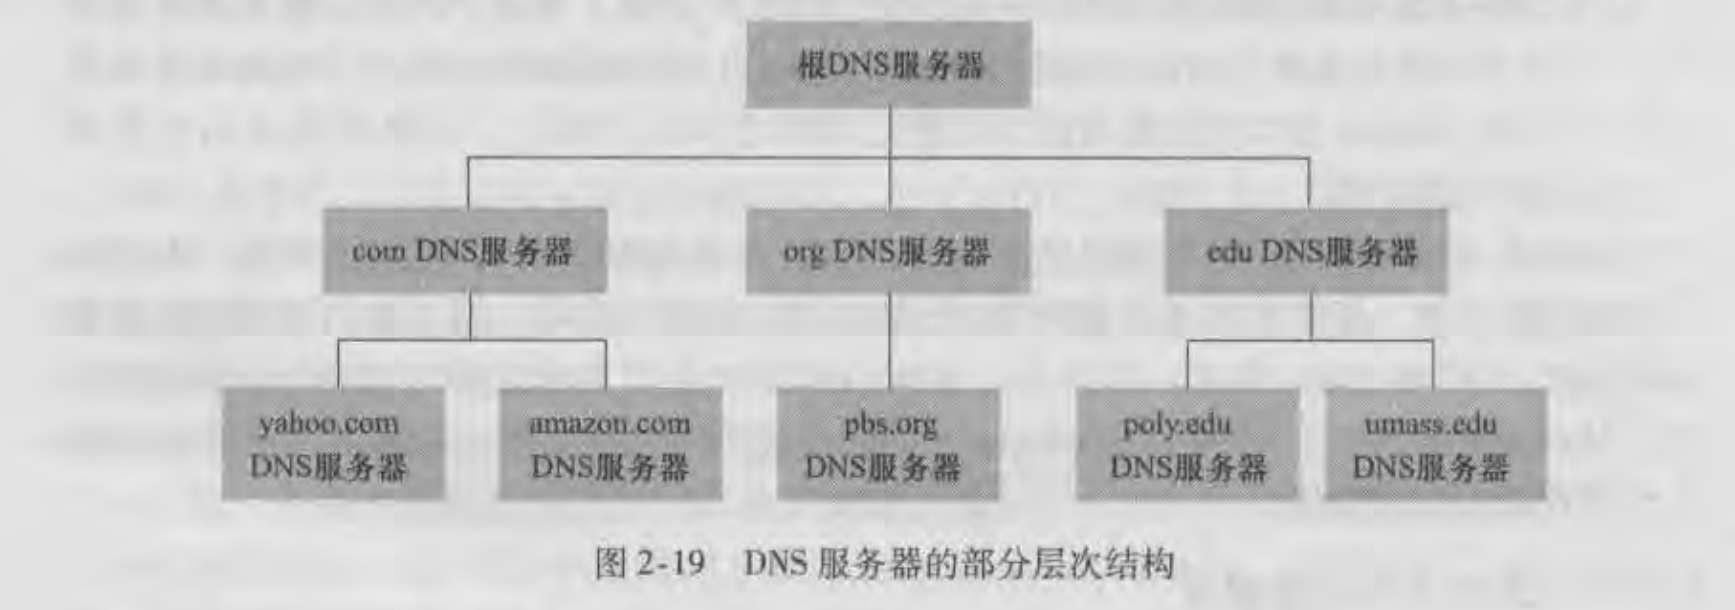 根DNS服务器
com DNS服务器
org DNS服务器
edu DNS服务器
yahoo.com
DNS服务器
amazon.com
DNS服务器
pbs.org
DNS服务器
poly.edu
DNS服务器
umass.edu
DNS服务器
图 2-19 DNS 服务器的部分层次结构